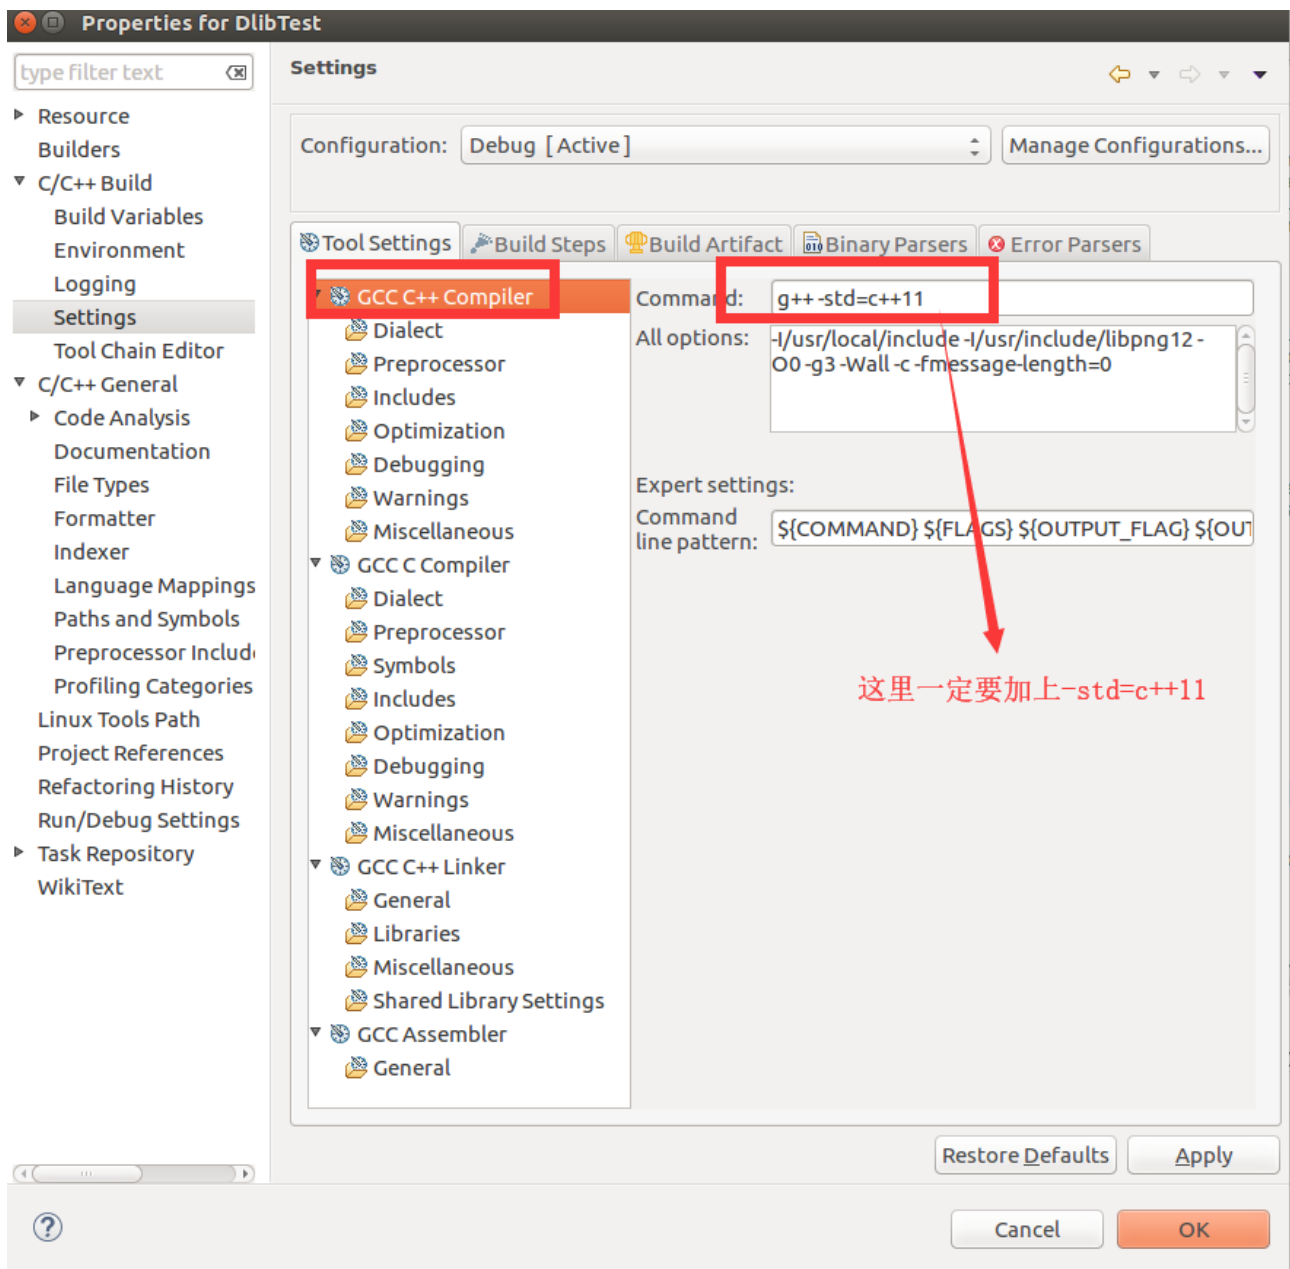 Properties for DlibTest
type filter text
Resource
Builders
C/C++ Build
Build Variables
Environment
Logging
Settings
Tool Chain Editor
C/C++ General
Code Analysis
Documentation
File Types
Formatter
Indexer
Language Mappings
Paths and Symbols
Preprocessor Includ
Profiling Categories
Linux Tools Path
Project References
Refactoring History
Run/Debug Settings
Task Repository
WikiText
Settings
Configuration: Debug [Active] Manage Configurations...
Tool Settings Build Steps Build Artifact Binary Parsers Error Parsers
GCC C++ Compiler
Dialect
Preprocessor
Includes
Optimization
Debugging
Warnings
Miscellaneous
GCC C Compiler
Dialect
Preprocessor
Symbols
Includes
Optimization
Debugging
Warnings
Miscellaneous
GCC C++ Linker
General
Libraries
Miscellaneous
Shared Library Settings
GCC Assembler
General
Command: g++ -std=c++11
All options: -I/usr/local/include -I/usr/include/libpng12 -
O0 -g3 -Wall -c -fmessage-length=0
Expert settings:
Command
line pattern: ${COMMAND} ${FLAGS} ${OUTPUT_FLAG} ${OUT
这里一定要加上-std=c++11
Restore Defaults Apply
Cancel OK